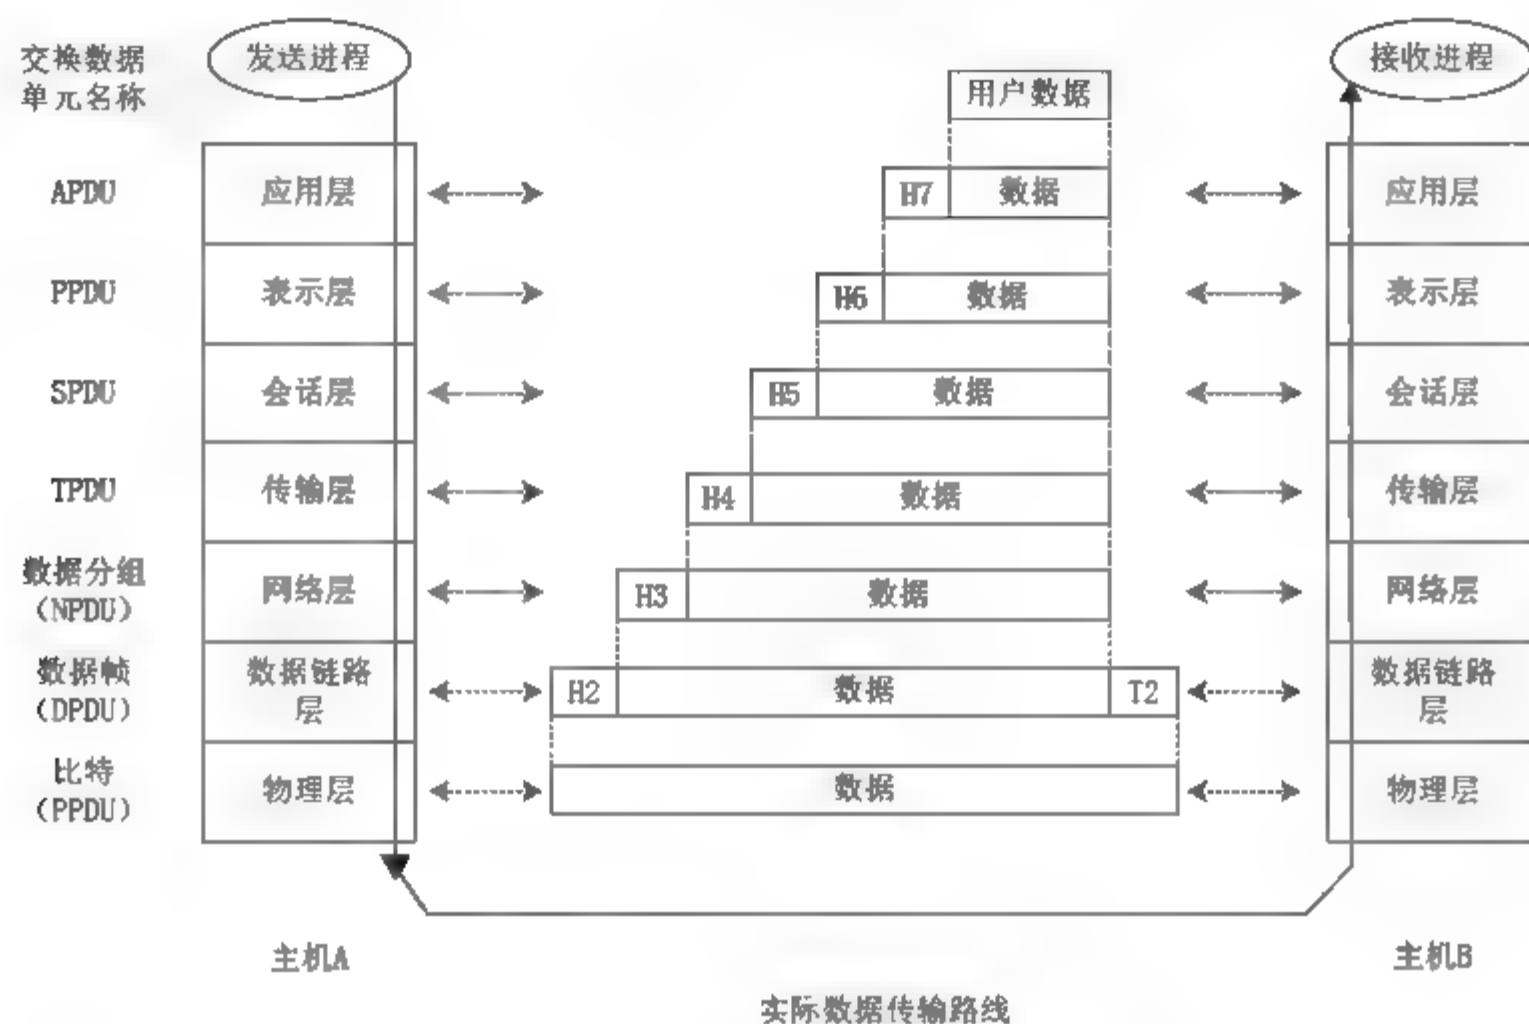 交换数据
单元名称
发送进程
接收进程
用户数据
APDU
应用层
H7
数据
应用层
PPDU
表示层
H6
数据
表示层
SPDU
会话层
H5
数据
会话层
TPDU
传输层
H4
数据
传输层
数据分组
(NPDU)
网络层
H3
数据
网络层
数据帧
(DPDU)
数据链路
层
H2
数据
T2
数据链路
层
比特
(PPDU)
物理层
数据
物理层
主机A
主机B
实际数据传输路线